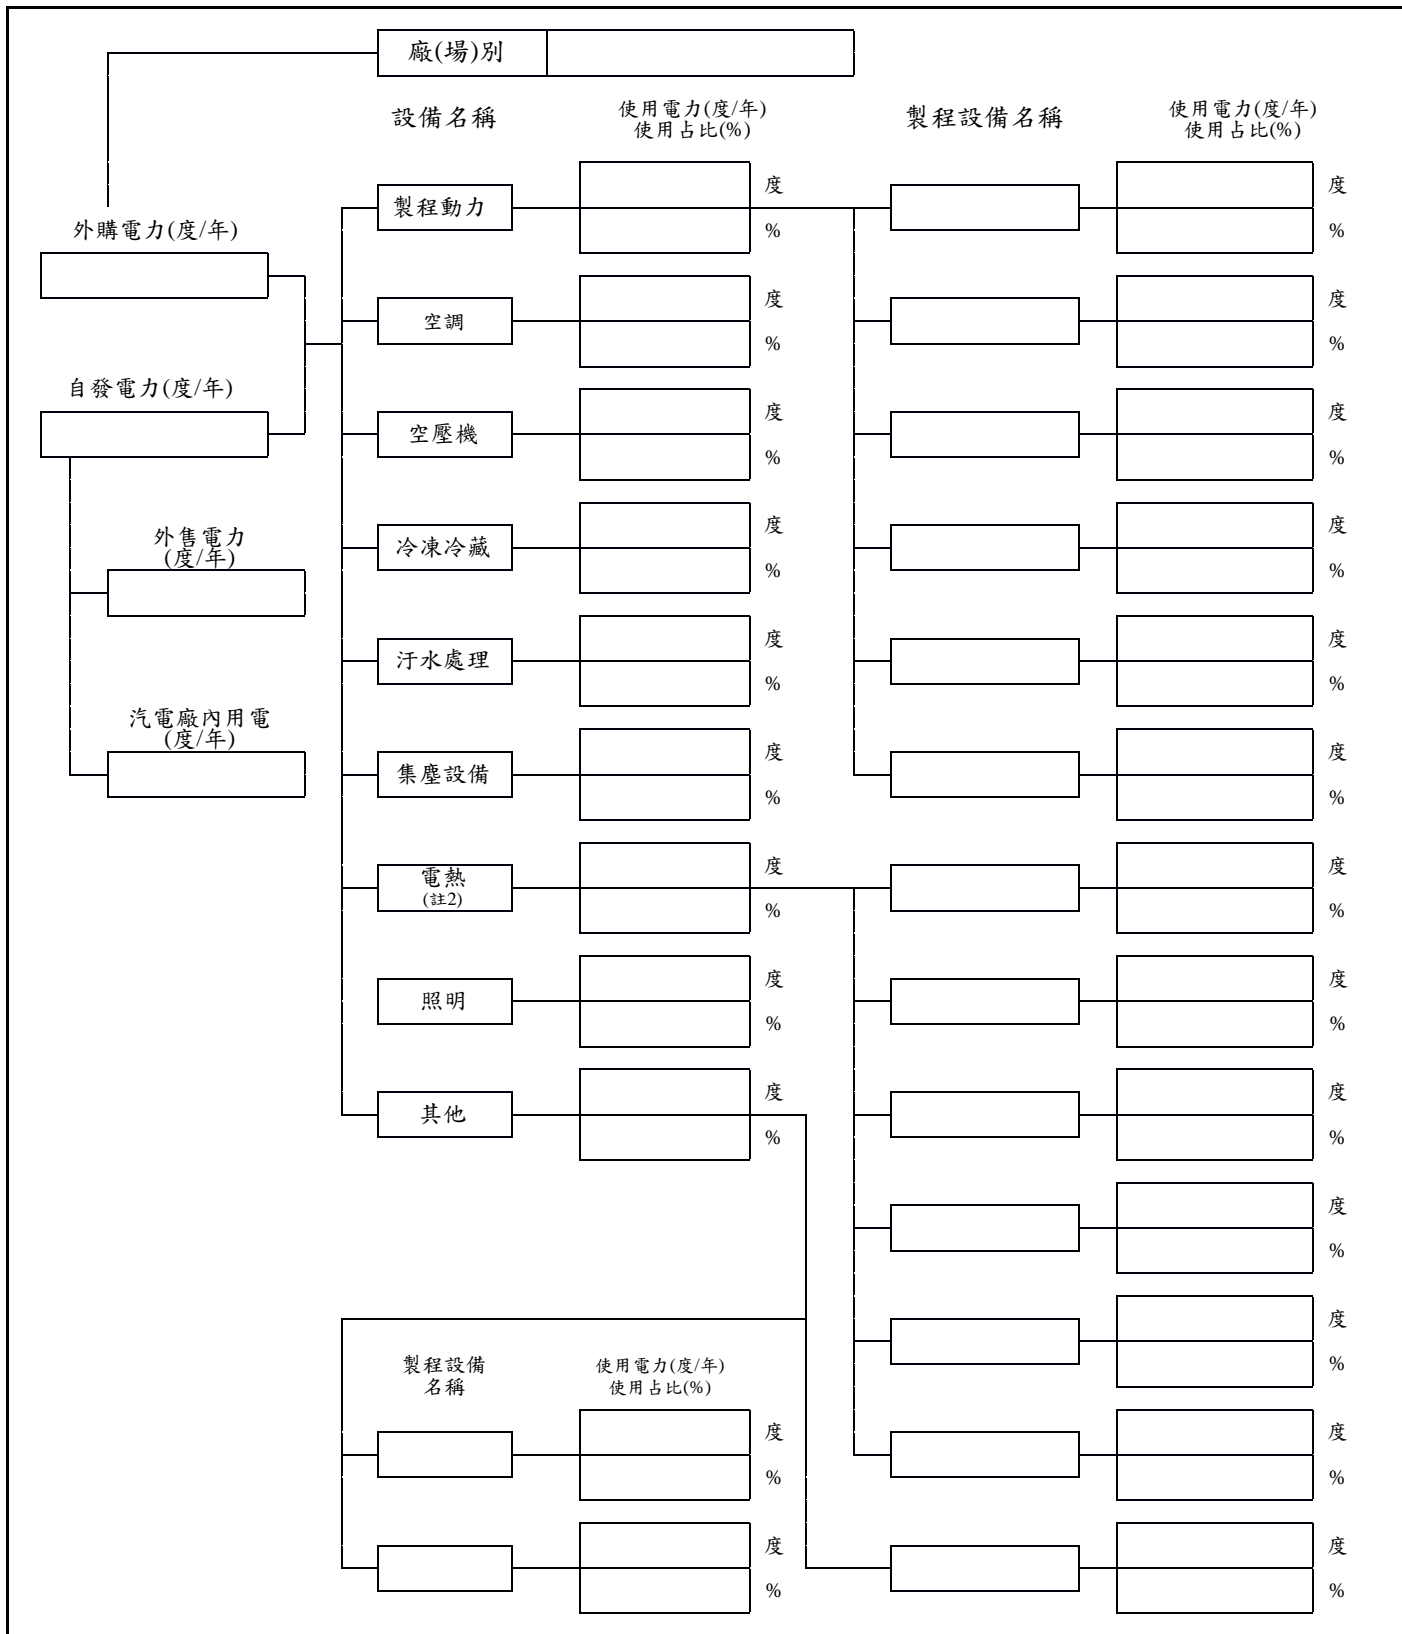 廠(場)別
設備名稱
使用電力(度/年)
使用占比(%)
製程設備名稱
使用電力(度/年)
使用占比(%)
外購電力(度/年)
自發電力(度/年)
外售電力
(度/年)
汽電廠內用電
(度/年)
製程動力
度
%
度
%
空調
度
%
度
%
空壓機
度
%
度
%
冷凍冷藏
度
%
度
%
汙水處理
度
%
度
%
集塵設備
度
%
度
%
電熱
(註2)
度
%
度
%
照明
度
%
度
%
其他
度
%
度
%
度
%
度
%
製程設備
名稱
使用電力(度/年)
使用占比(%)
度
%
度
%
度
%
度
%